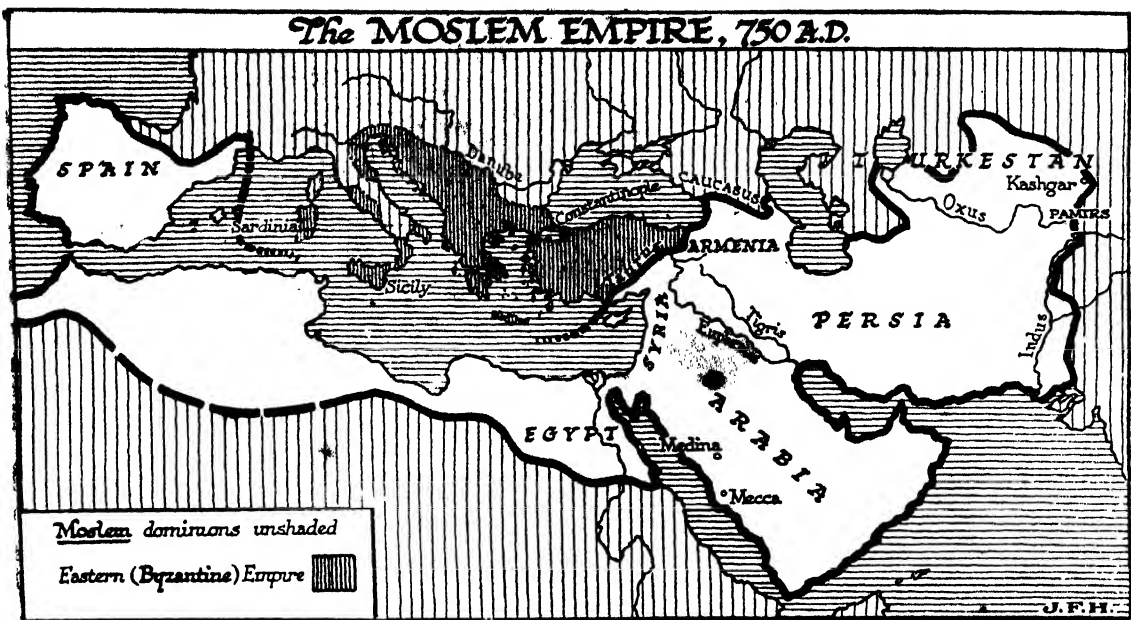 The MOSLEM EMPIRE, 750 A.D.
SPAIN
Danube
TURKESTAN
Kashgar
CAUCASUS
Constantinople
Oxus
PAMIRS
Sardinia
ARMENIA
Taurus
Sicily
SYRIA
Tigris
PERSIA
Euphrates
Indus
ARABIA
EGYPT
Medina
Mecca
Moslem dominions unshaded
Eastern (Byzantine) Empire
J.F.H.